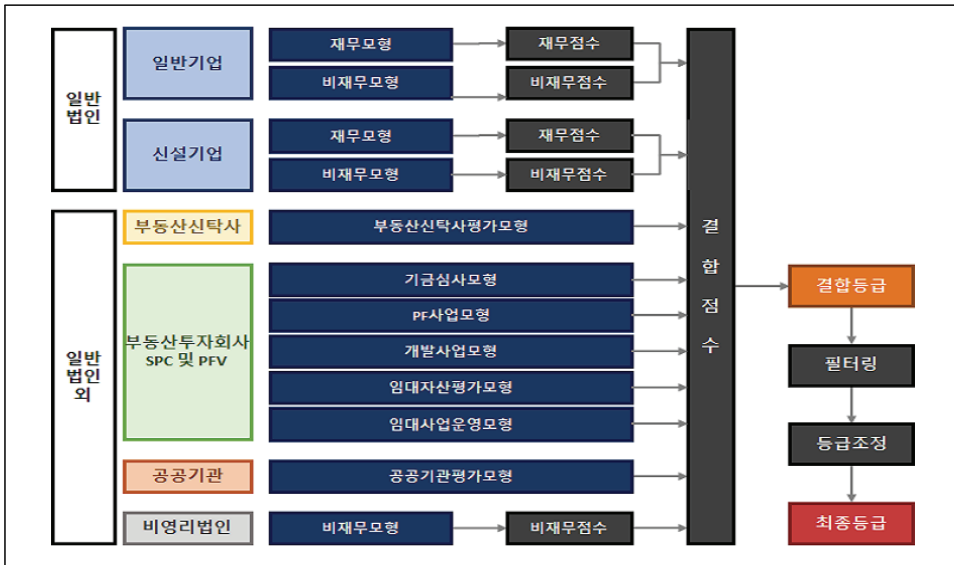 일반
법인
일반기업
재무모형
재무점수
비재무모형
비재무점수
신설기업
재무모형
재무점수
비재무모형
비재무점수
일반
법인
외
부동산신탁사
부동산신탁사평가모형
부동산투자회사
SPC 및 PFV
기금심사모형
PF사업모형
개발사업모형
임대자산평가모형
임대사업운영모형
공공기관
공공기관평가모형
비영리법인
비재무모형
비재무점수
결
합
점
수
결합등급
필터링
등급조정
최종등급